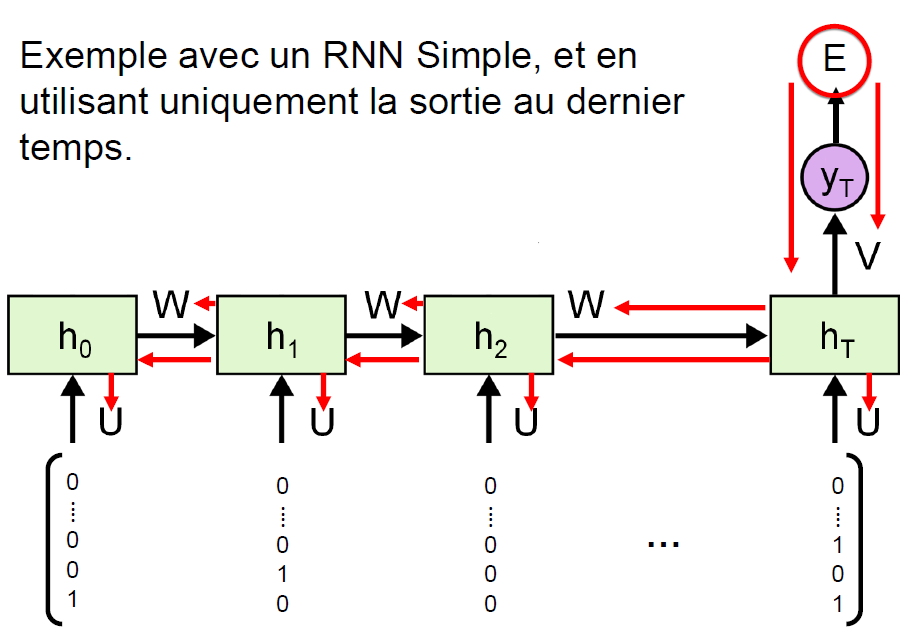 Exemple avec un RNN Simple, et en
utilisant uniquement la sortie au dernier
temps.
E
yT
V
W W W
h0 h1 h2 hT
U U U U
0 0 0 0
⋮ ⋮ ⋮ ⋮
0 0 0 1
0 1 0 ... 0
1 0 0 1